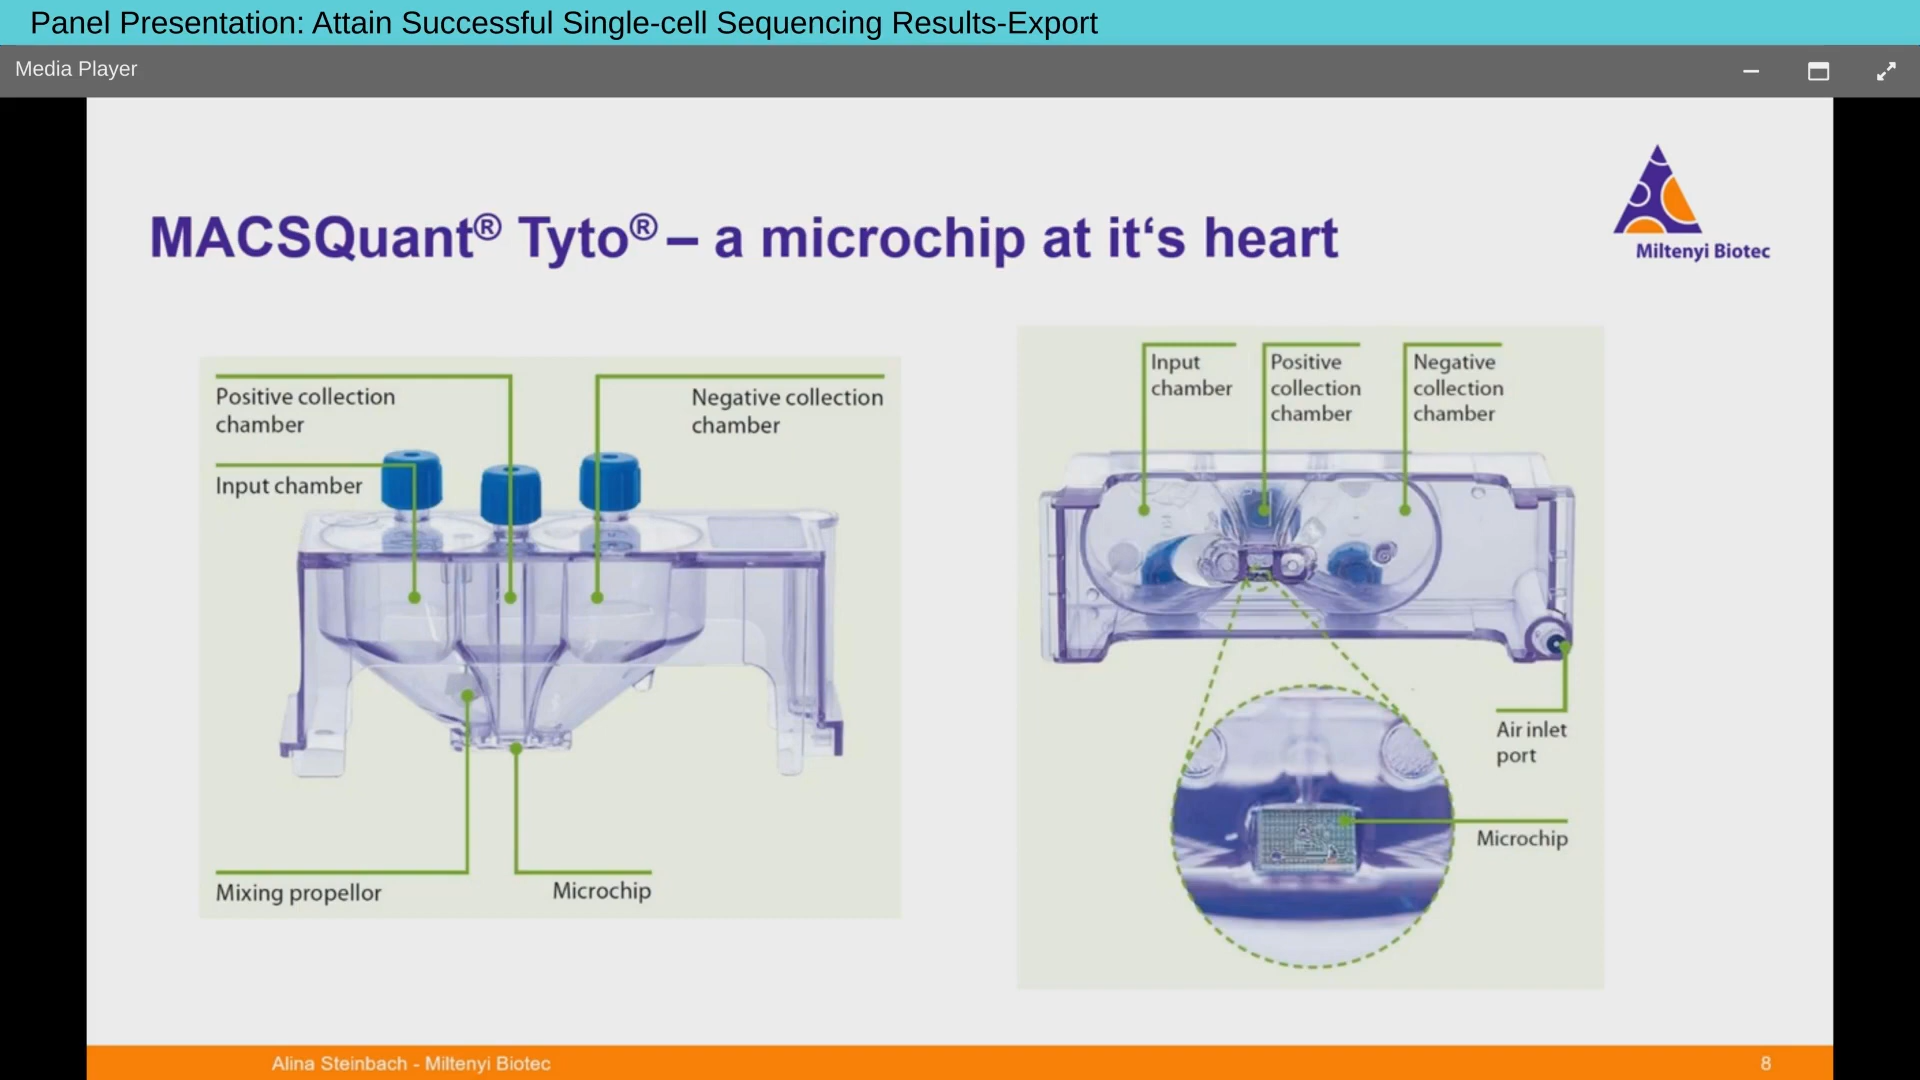 Panel Presentation: Attain Successful Single-cell Sequencing Results-Export
Media Player
Miltenyi Biotec
MACSQuant® Tyto® – a microchip at it‘s heart
Positive collection
chamber
Negative collection
chamber
Input chamber
Mixing propellor
Microchip
Input
chamber
Positive
collection
chamber
Negative
collection
chamber
Air inlet
port
Microchip
Alina Steinbach - Miltenyi Biotec
8